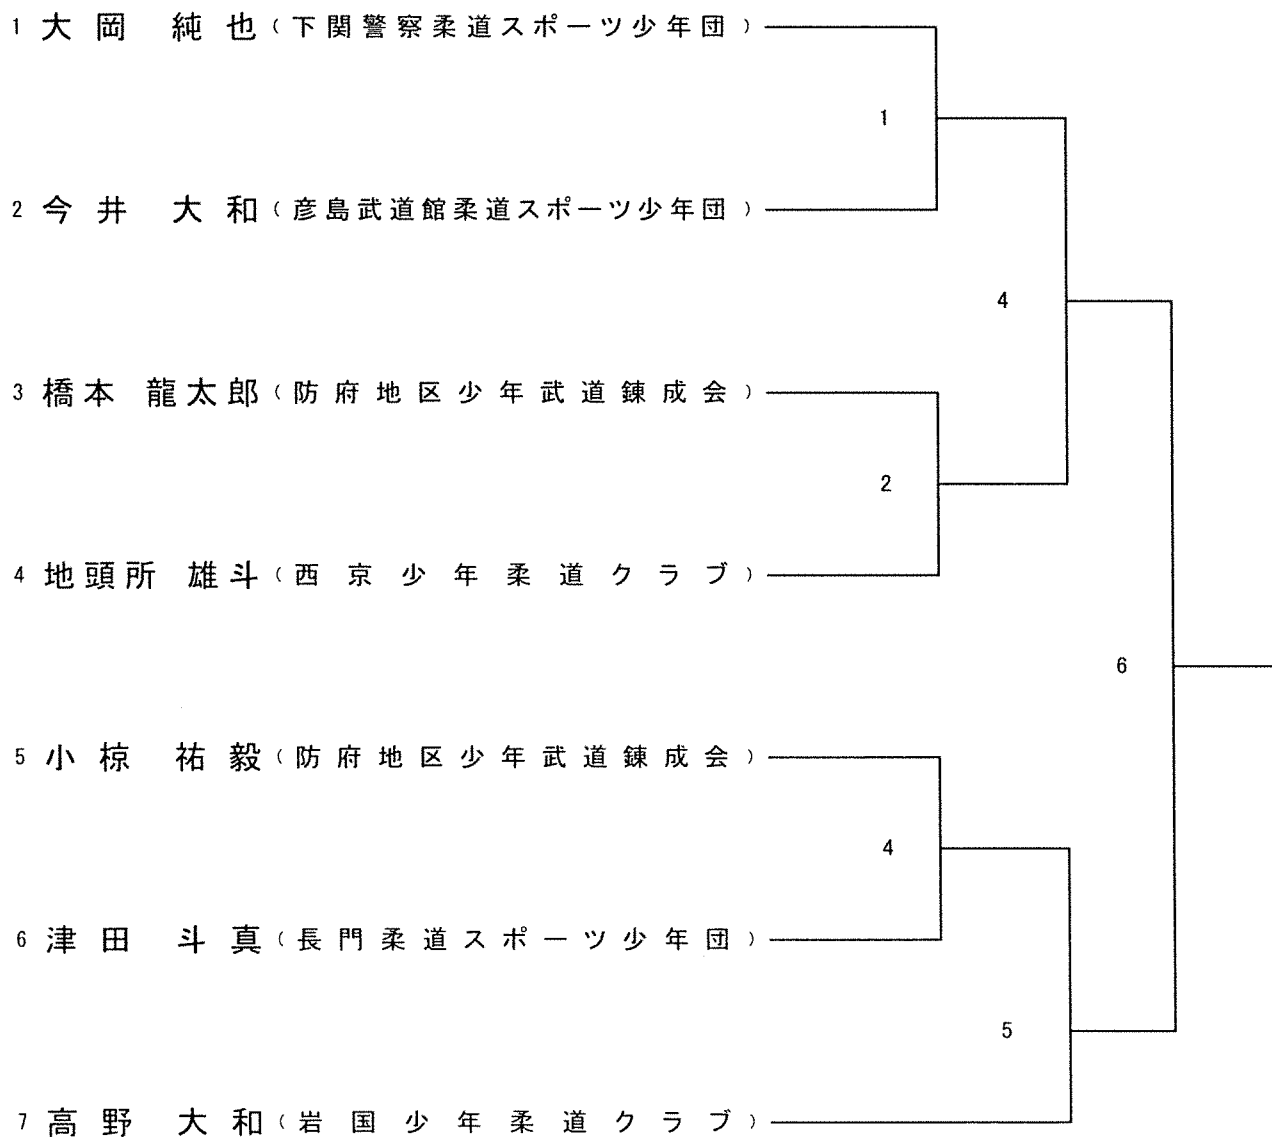 1 大岡 純也（下関警察柔道スポーツ少年団）
1
2 今井 大和（彦島武道館柔道スポーツ少年団）
4
3 橋本 龍太郎（防府地区少年武道錬成会）
2
4 地頭所 雄斗（西京少年柔道クラブ）
6
5 小椋 祐毅（防府地区少年武道錬成会）
4
6 津田 斗真（長門柔道スポーツ少年団）
5
7 高野 大和（岩国少年柔道クラブ）